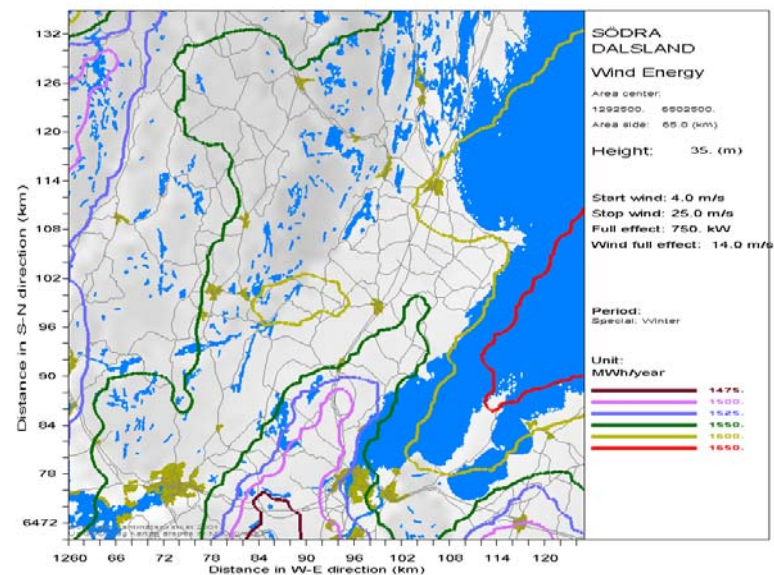 SÖDRA
DALSLAND
Wind Energy
Area center:
1292500. 6502500.
Area side: 65.0 (km)
Height: 35. (m)
Start wind: 4.0 m/s
Stop wind: 25.0 m/s
Full effect: 750. kW
Wind full effect: 14.0 m/s
Period:
Special: Winter
Unit:
MWh/year
1475.
1500.
1525.
1550.
1600.
1650.
Distance in S-N direction (km)
132
126
120
114
108
102
96
90
84
78
6472
1260 66 72 78 84 90 96 102 108 114 120
Distance in W-E direction (km)